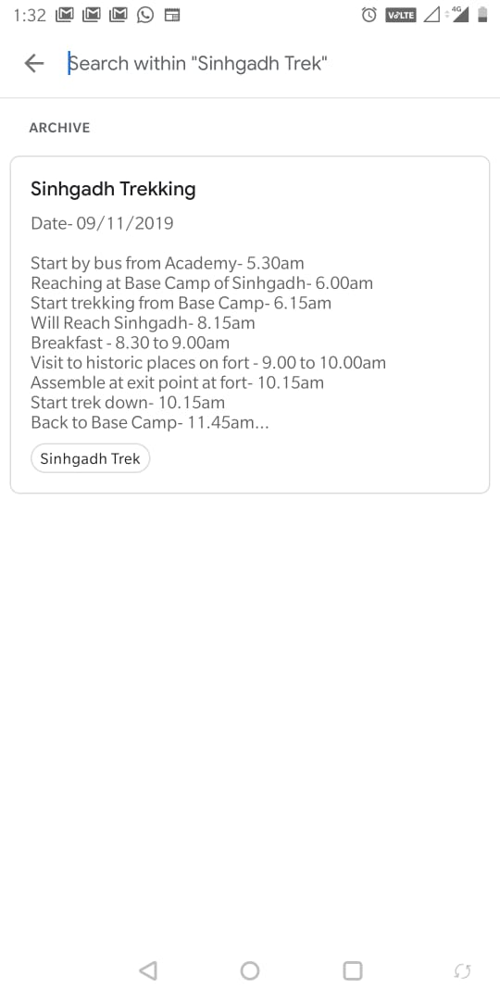 1:32 VoLTE 4G
Search within "Sinhgadh Trek"
ARCHIVE
Sinhgadh Trekking
Date- 09/11/2019
Start by bus from Academy- 5.30am
Reaching at Base Camp of Sinhgadh- 6.00am
Start trekking from Base Camp- 6.15am
Will Reach Sinhgadh- 8.15am
Breakfast - 8.30 to 9.00am
Visit to historic places on fort - 9.00 to 10.00am
Assemble at exit point at fort- 10.15am
Start trek down- 10.15am
Back to Base Camp- 11.45am...
Sinhgadh Trek